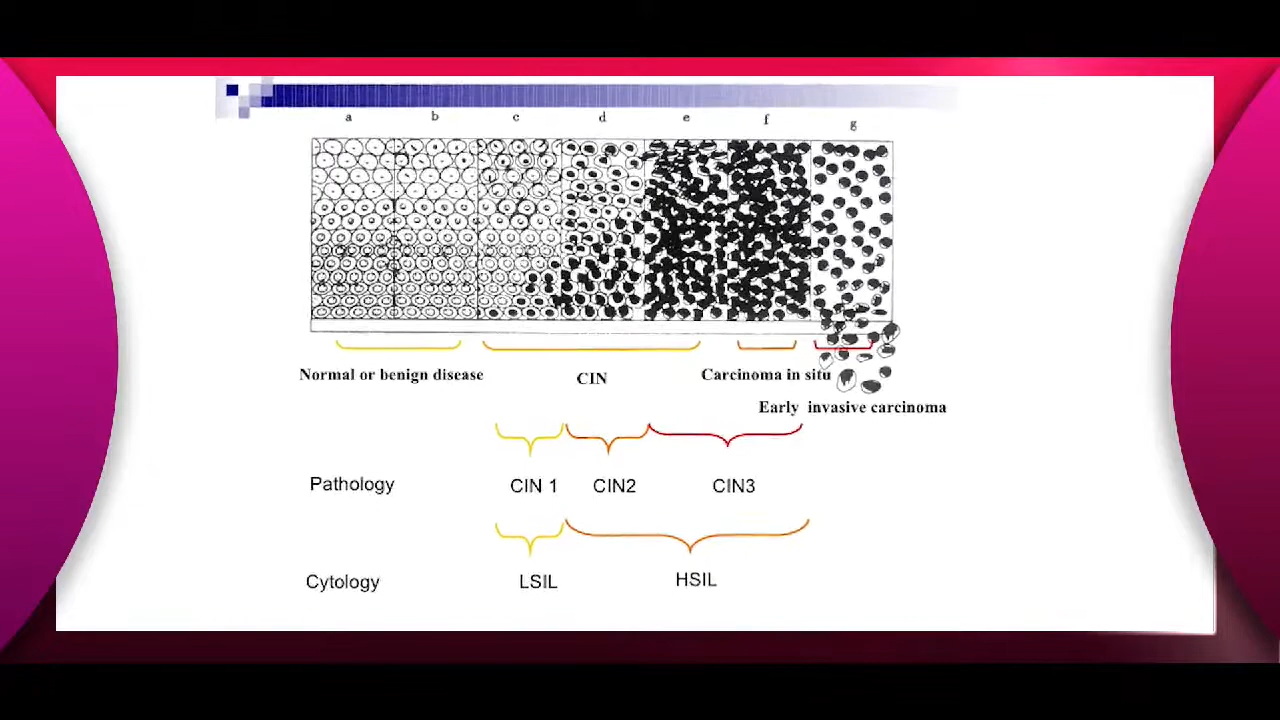 a b c d e f g
Normal or benign disease CIN Carcinoma in situ
Early invasive carcinoma
Pathology CIN 1 CIN2 CIN3
Cytology LSIL HSIL